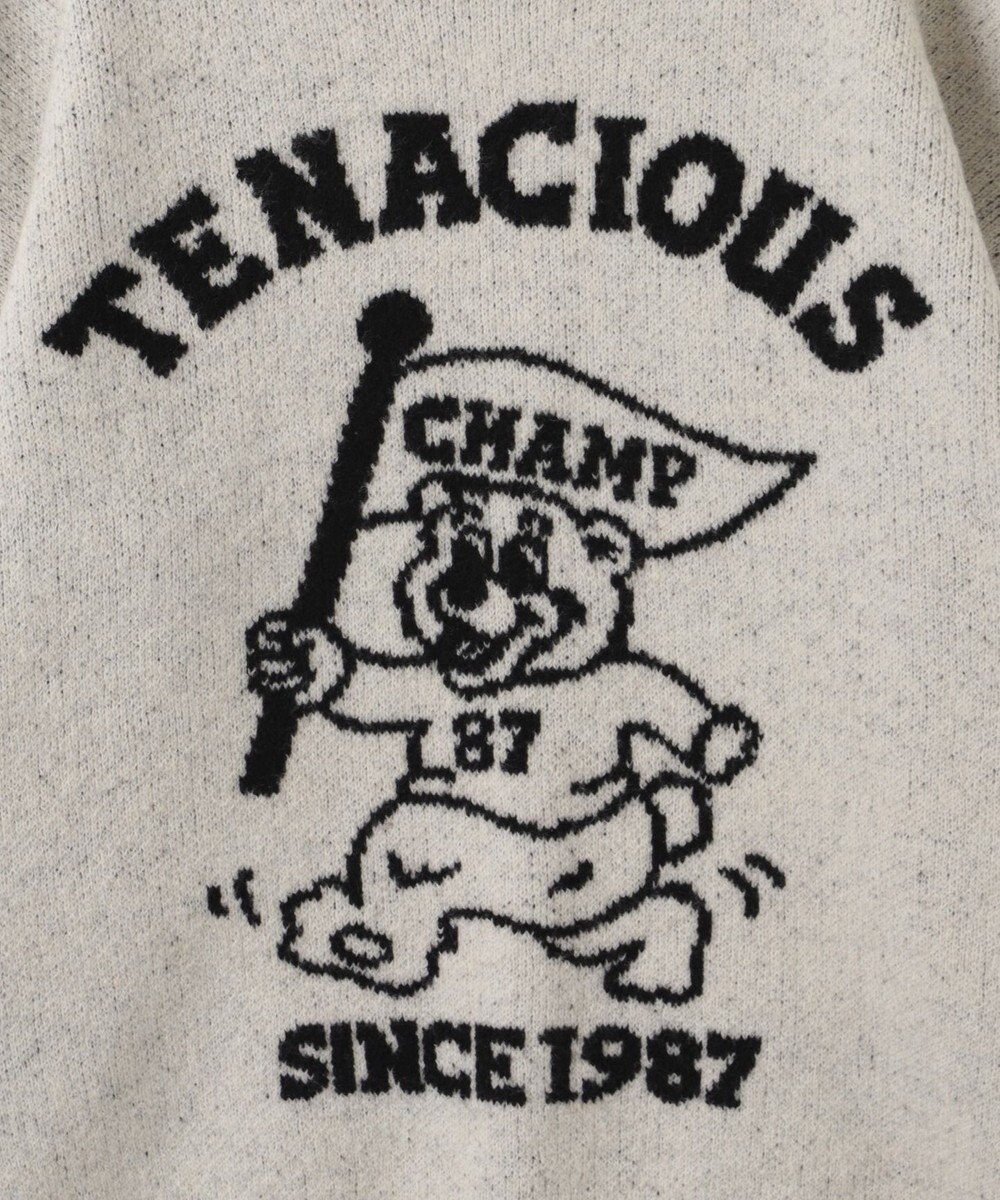 TENACIOUS
CHAMP
87
SINCE 1987